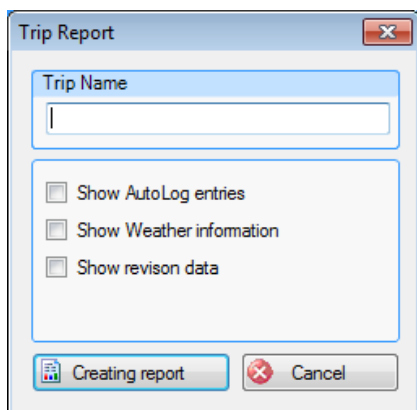 Trip Report
Trip Name
Show AutoLog entries
Show Weather information
Show revison data
Creating report
Cancel